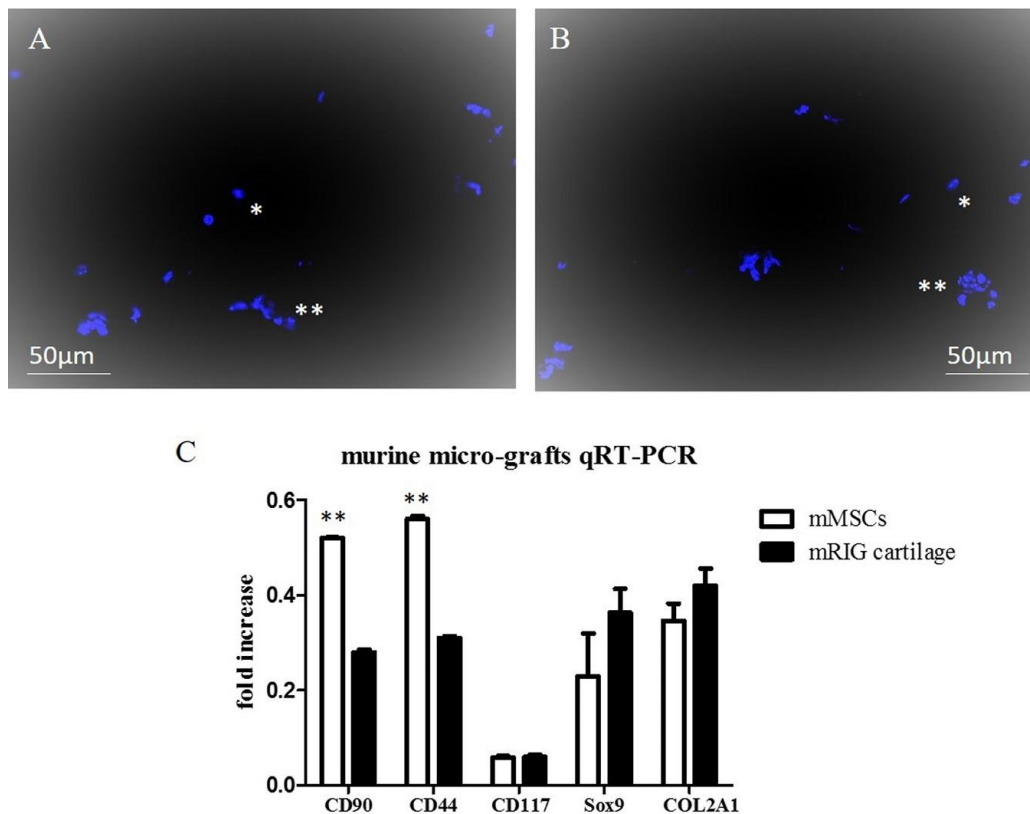 A
B
*
*
**
**
50µm
50µm
C
murine micro-grafts qRT-PCR
0.6
**
**
mMSCs
mRIG cartilage
0.4
fold increase
0.2
0.0
CD90 CD44 CD117 Sox9 COL2A1